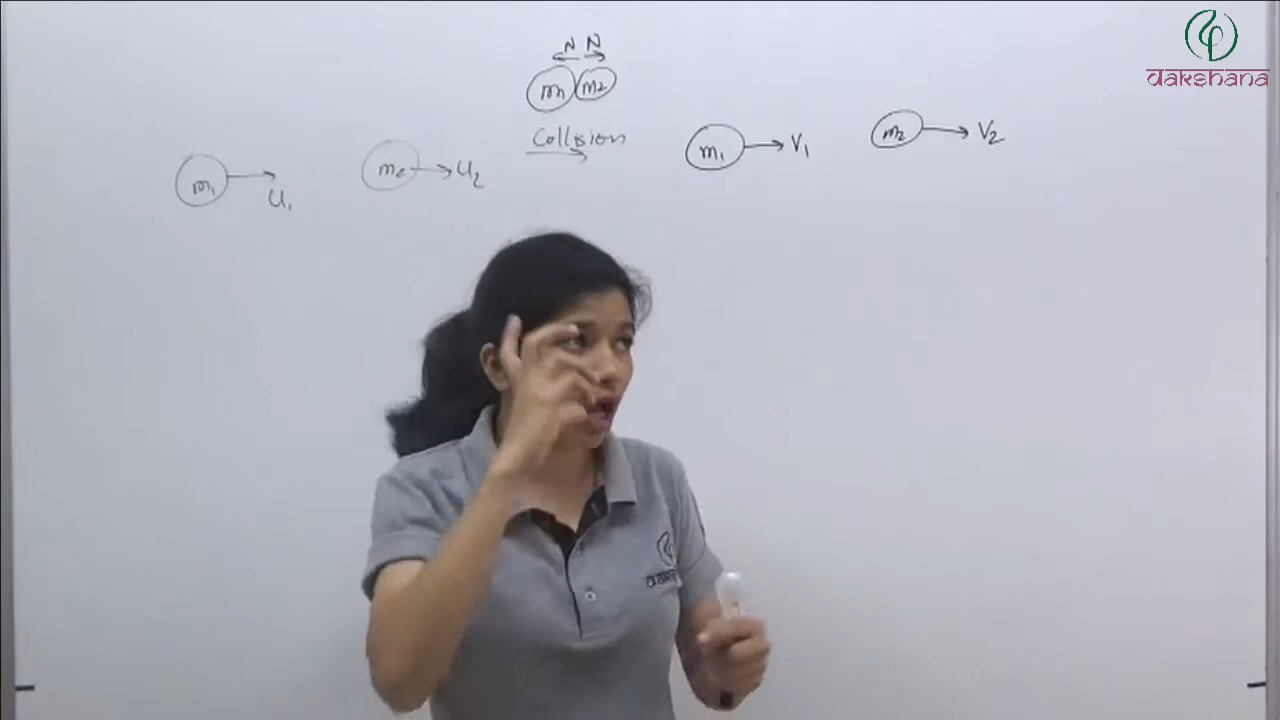 N N
m1 m2
Collision
m1 u1
m2 u2
m1 v1
m2 v2
dakshana